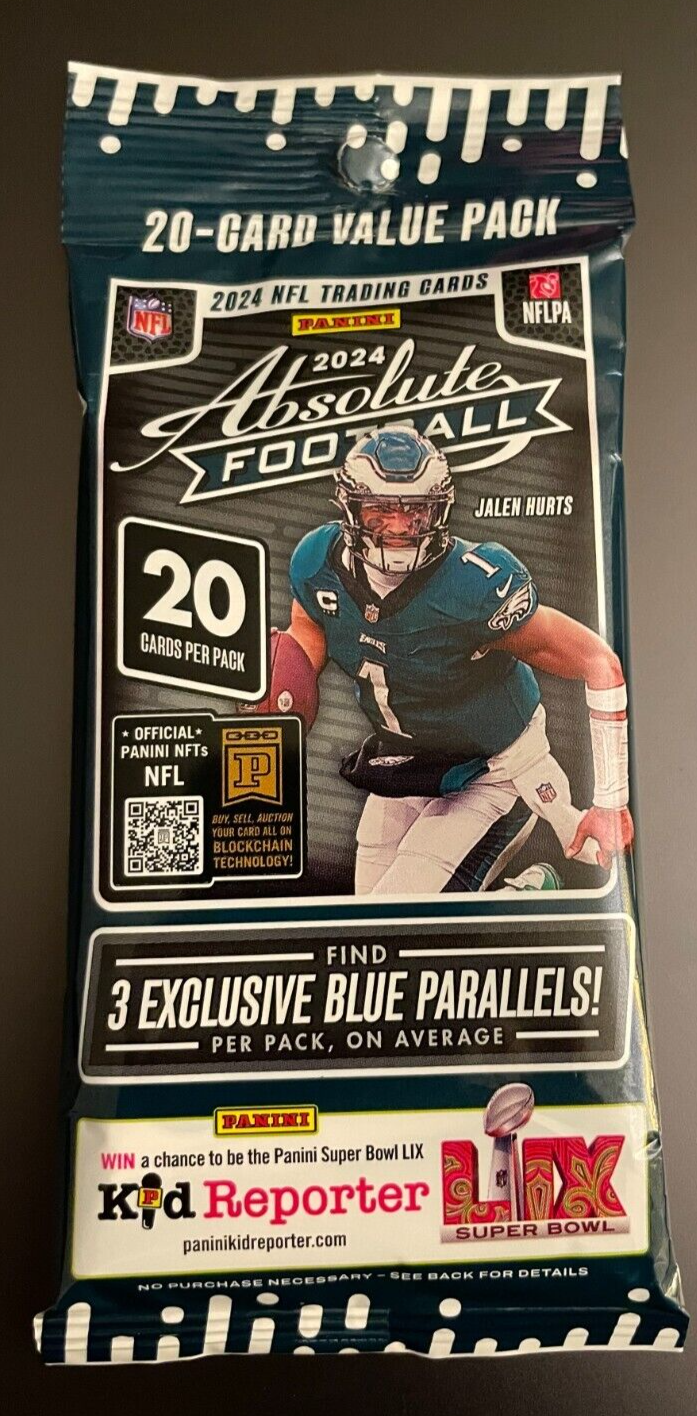 20-CARD VALUE PACK
2024 NFL TRADING CARDS
NFL
PANINI
NFLPA
2024
Absolute
FOOTBALL
JALEN HURTS
20
CARDS PER PACK
C
EAGLES
1
1
★ OFFICIAL ★
PANINI NFTs
NFL
P
BUY, SELL, AUCTION
YOUR CARD ALL ON
BLOCKCHAIN
TECHNOLOGY!
FIND
3 EXCLUSIVE BLUE PARALLELS!
PER PACK, ON AVERAGE
PANINI
WIN a chance to be the Panini Super Bowl LIX
Kid Reporter
paninikidreporter.com
LIX
SUPER BOWL
NO PURCHASE NECESSARY – SEE BACK FOR DETAILS